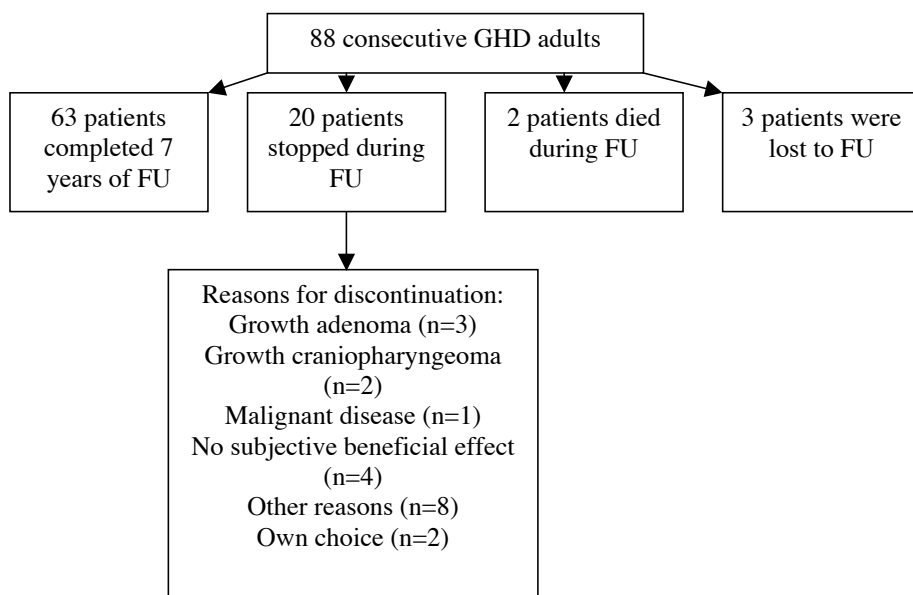 88 consecutive GHD adults
63 patients
completed 7
years of FU
20 patients
stopped during
FU
2 patients died
during FU
3 patients were
lost to FU
Reasons for discontinuation:
Growth adenoma (n=3)
Growth craniopharyngeoma
(n=2)
Malignant disease (n=1)
No subjective beneficial effect
(n=4)
Other reasons (n=8)
Own choice (n=2)